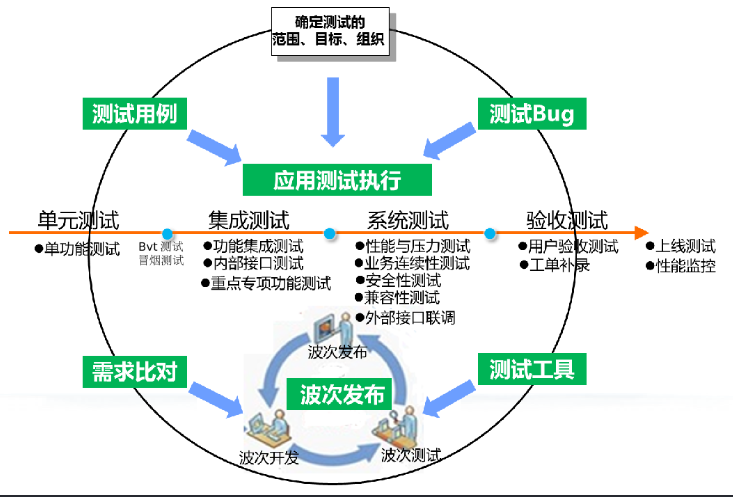 确定测试的
范围、目标、组织
测试用例
测试Bug
应用测试执行
单元测试
集成测试
系统测试
验收测试
●单功能测试
Bvt 测试
冒烟测试
●功能集成测试
●内部接口测试
●重点专项功能测试
●性能与压力测试
●业务连续性测试
●安全性测试
●兼容性测试
●外部接口联调
●用户验收测试
●工单补录
●上线测试
●性能监控
需求比对
测试工具
波次发布
波次发布
波次开发
波次测试